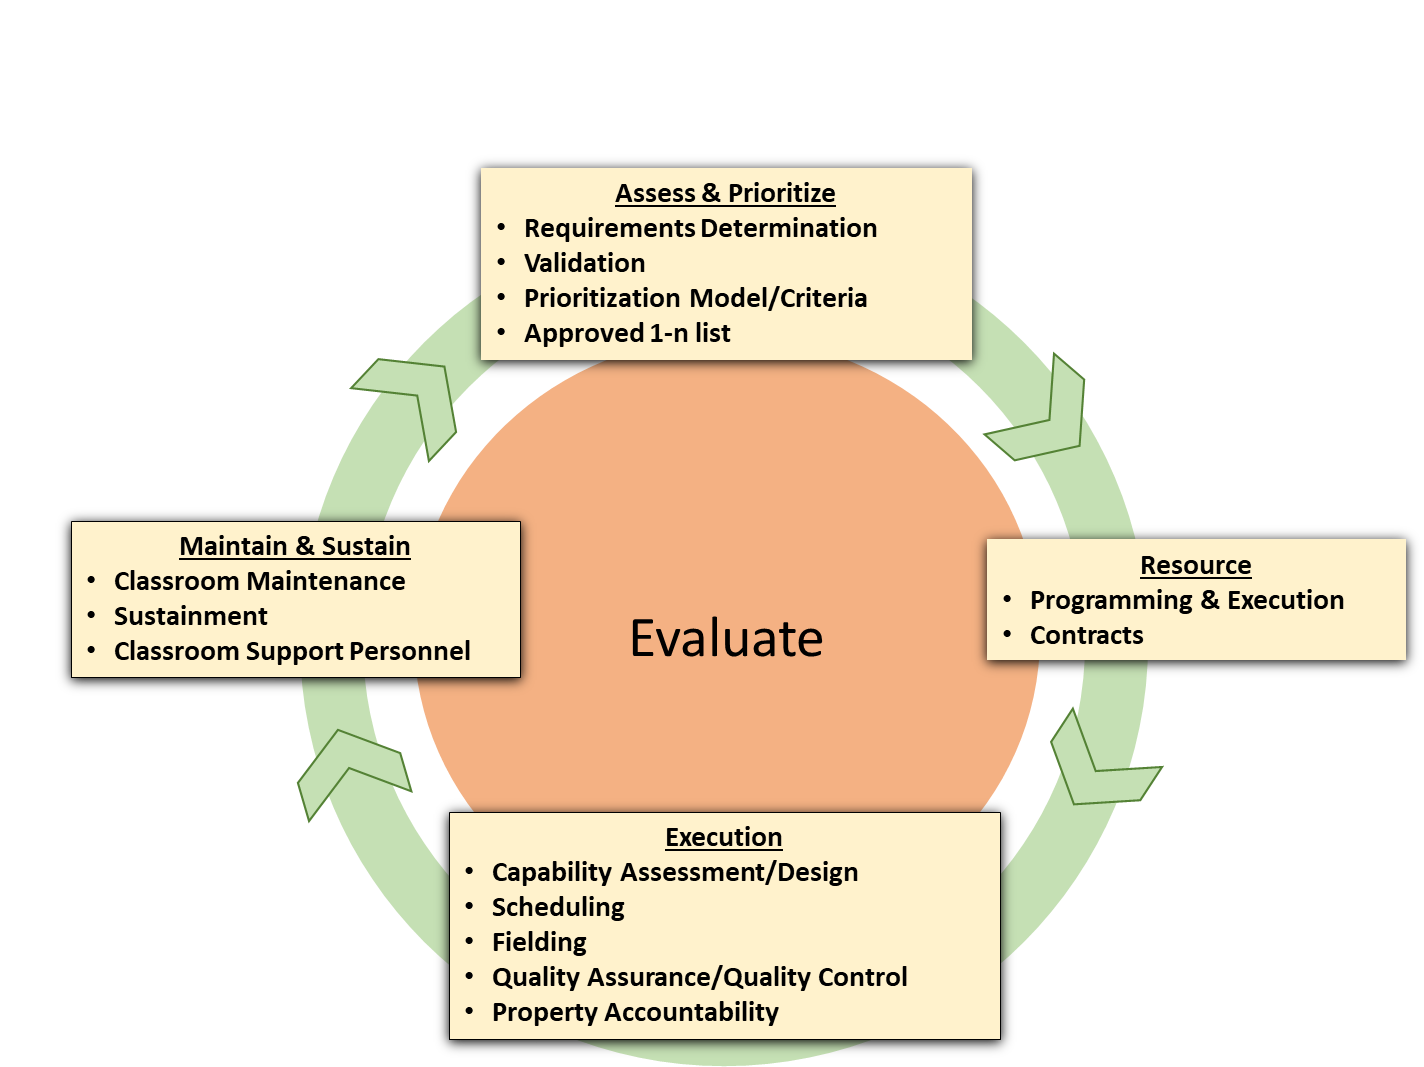 Assess & Prioritize
• Requirements Determination
• Validation
• Prioritization Model/Criteria
• Approved 1-n list
Maintain & Sustain
• Classroom Maintenance
• Sustainment
• Classroom Support Personnel
Evaluate
Resource
• Programming & Execution
• Contracts
Execution
• Capability Assessment/Design
• Scheduling
• Fielding
• Quality Assurance/Quality Control
• Property Accountability